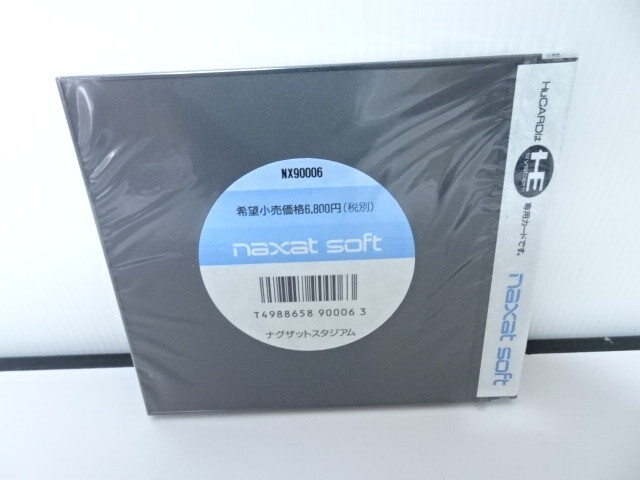 NX90006
希望小売価格6,800円(税別)
naxat soft
T4988658 90006 3
ナグザットスタジアム
HuCARDは
HE
SYSTEM
専用カードです。
naxat soft